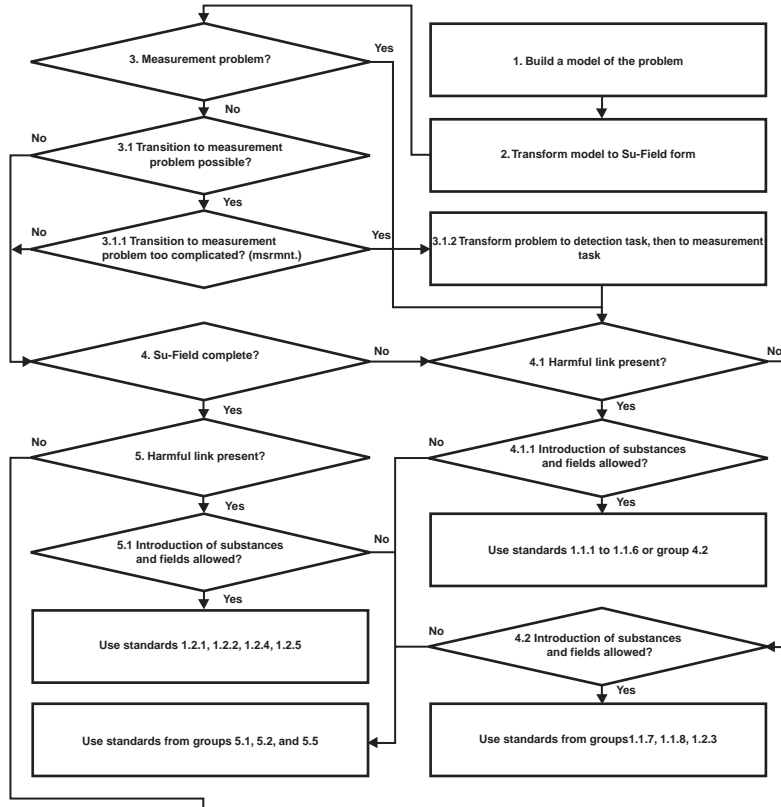 3. Measurement problem?
Yes
1. Build a model of the problem
No
No
3.1 Transition to measurement
problem possible?
2. Transform model to Su-Field form
Yes
No
3.1.1 Transition to measurement
problem too complicated? (msrmnt.)
Yes
3.1.2 Transform problem to detection task, then to measurement
task
4. Su-Field complete?
No
4.1 Harmful link present?
No
Yes
Yes
No
5. Harmful link present?
No
4.1.1 Introduction of substances
and fields allowed?
Yes
Yes
5.1 Introduction of substances
and fields allowed?
No
Use standards 1.1.1 to 1.1.6 or group 4.2
Yes
Use standards 1.2.1, 1.2.2, 1.2.4, 1.2.5
No
4.2 Introduction of substances
and fields allowed?
Yes
Use standards from groups 5.1, 5.2, and 5.5
Use standards from groups1.1.7, 1.1.8, 1.2.3